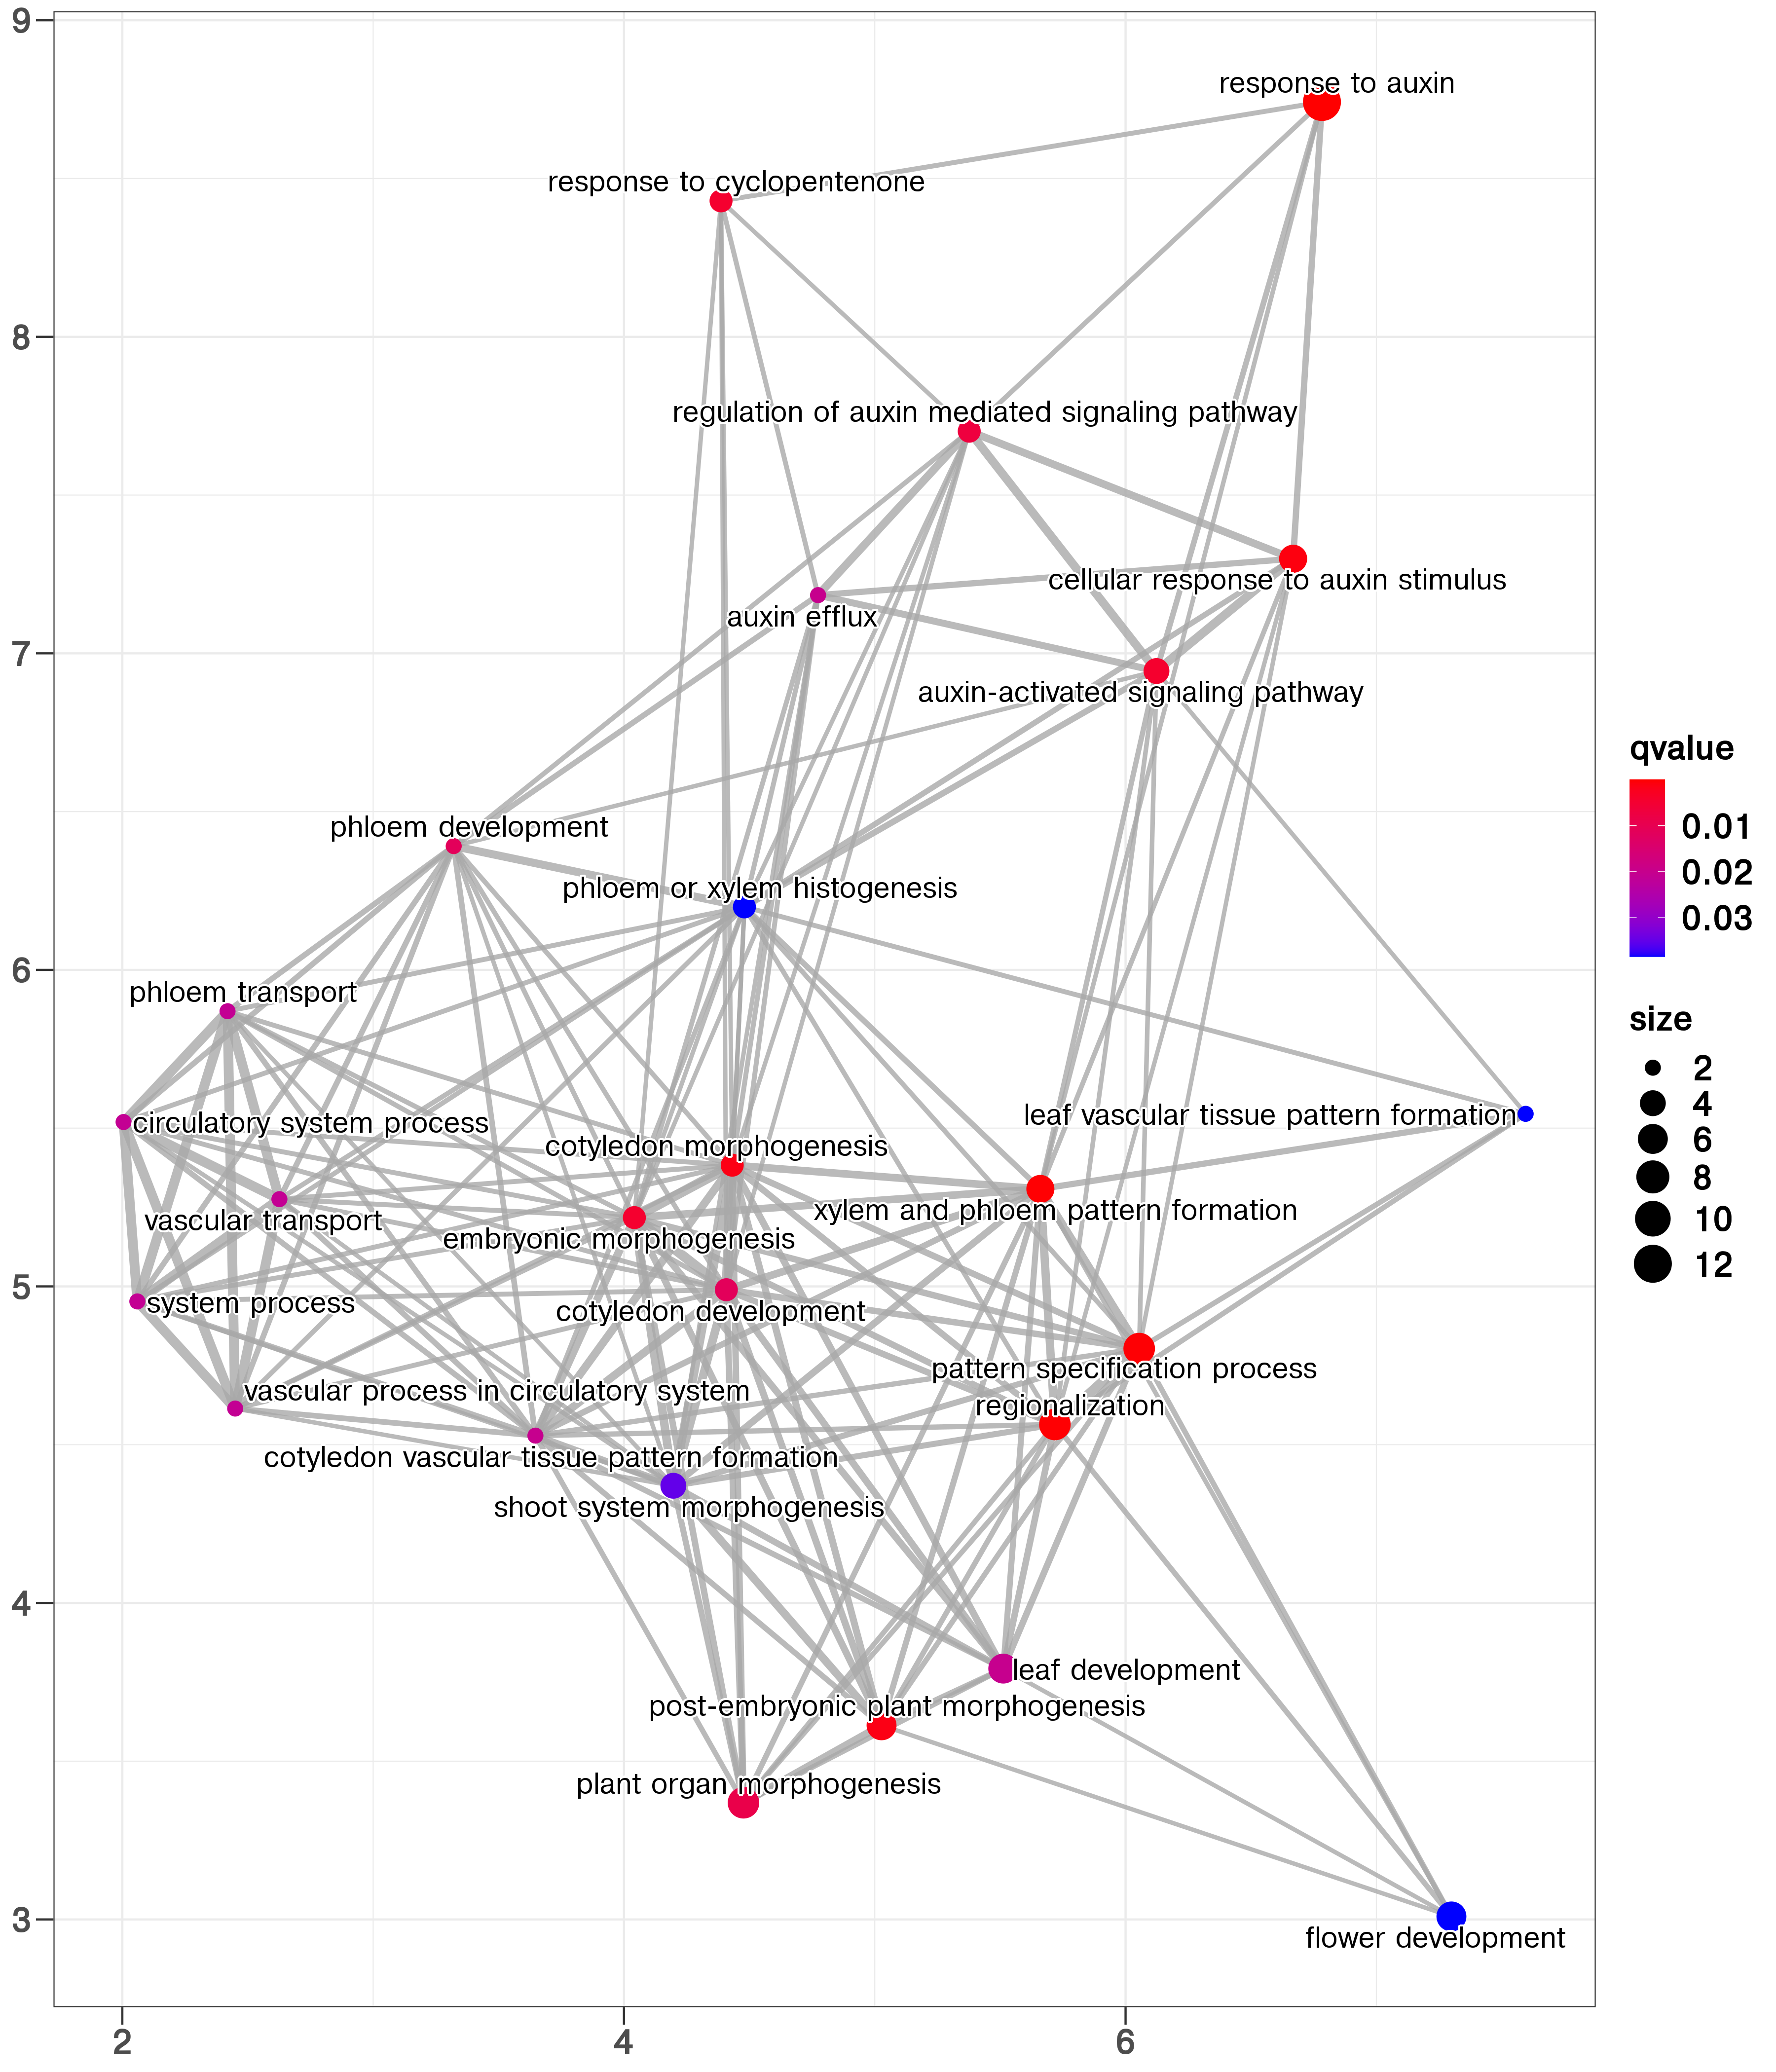 9
response to auxin
response to cyclopentenone
8
regulation of auxin mediated signaling pathway
cellular response to auxin stimulus
auxin efflux
7
auxin-activated signaling pathway
phloem development
phloem or xylem histogenesis
6
phloem transport
leaf vascular tissue pattern formation
circulatory system process
cotyledon morphogenesis
xylem and phloem pattern formation
vascular transport
embryonic morphogenesis
5
system process
cotyledon development
pattern specification process
vascular process in circulatory system
regionalization
cotyledon vascular tissue pattern formation
shoot system morphogenesis
4
leaf development
post-embryonic plant morphogenesis
plant organ morphogenesis
3
flower development
2
4
6
qvalue
0.01
0.02
0.03
size
2
4
6
8
10
12